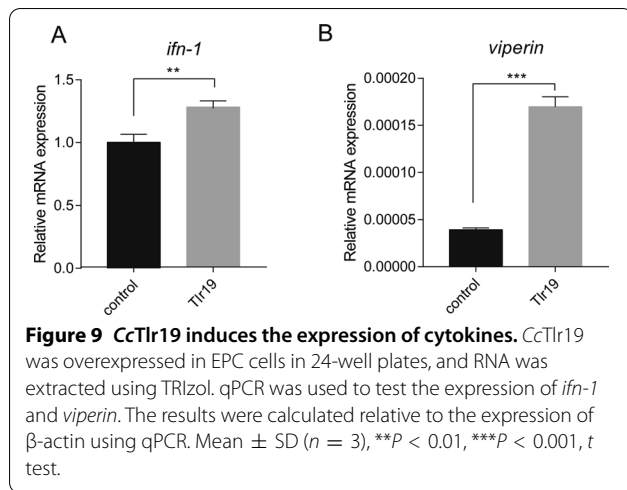 A
ifn-1
**
Relative mRNA expression
1.5
1.0
0.5
0.0
control
Tlr19
B
viperin
***
Relative mRNA expression
0.00020
0.00015
0.00010
0.00005
0.00000
control
Tlr19
Figure 9 CcTlr19 induces the expression of cytokines. CcTlr19
was overexpressed in EPC cells in 24-well plates, and RNA was
extracted using TRIzol. qPCR was used to test the expression of ifn-1
and viperin. The results were calculated relative to the expression of
β-actin using qPCR. Mean ± SD (n = 3), **P < 0.01, ***P < 0.001, t
test.